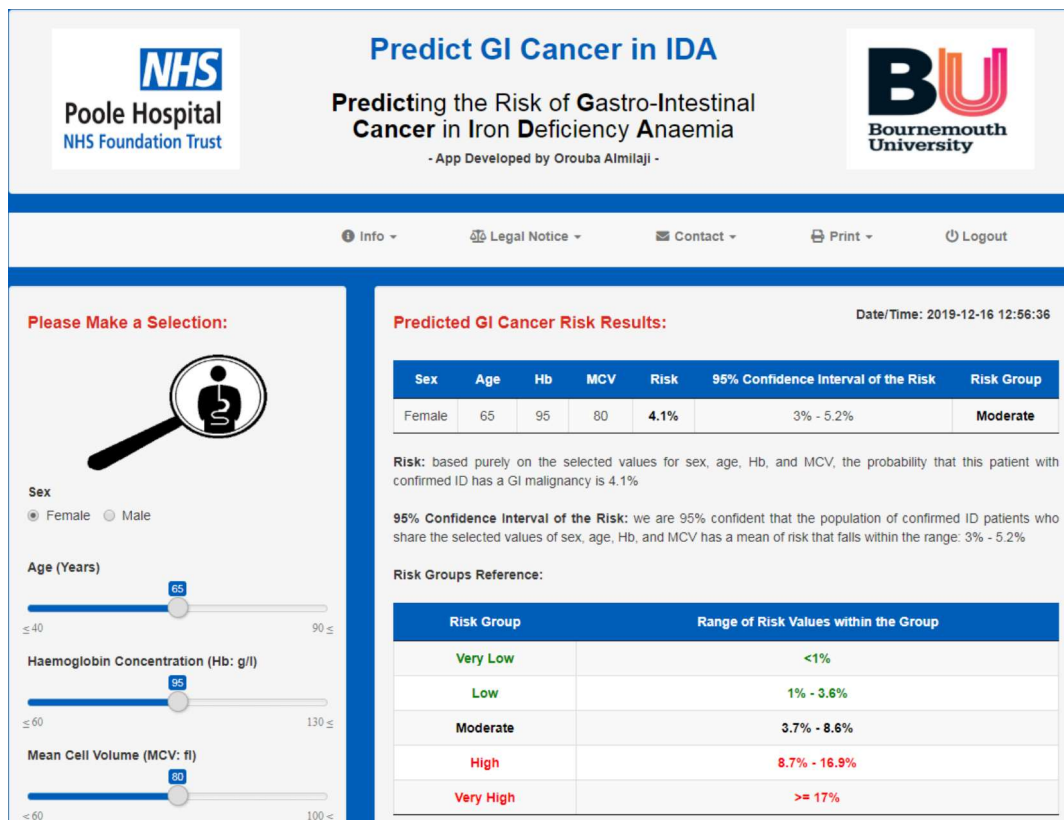 NHS
Poole Hospital
NHS Foundation Trust
Predict GI Cancer in IDA
Predicting the Risk of Gastro-Intestinal
Cancer in Iron Deficiency Anaemia
- App Developed by Orouba Almilaji -
BU
Bournemouth
University
Info
Legal Notice
Contact
Print
Logout
Please Make a Selection:
Sex
Female Male
Age (Years)
65
≤40 90≤
Haemoglobin Concentration (Hb: g/l)
95
≤60 130≤
Mean Cell Volume (MCV: fl)
80
≤60 100≤
Predicted GI Cancer Risk Results:
Date/Time: 2019-12-16 12:56:36
Sex Age Hb MCV Risk 95% Confidence Interval of the Risk Risk Group
Female 65 95 80 4.1% 3% - 5.2% Moderate
Risk: based purely on the selected values for sex, age, Hb, and MCV, the probability that this patient with
confirmed ID has a GI malignancy is 4.1%
95% Confidence Interval of the Risk: we are 95% confident that the population of confirmed ID patients who
share the selected values of sex, age, Hb, and MCV has a mean of risk that falls within the range: 3% - 5.2%
Risk Groups Reference:
Risk Group Range of Risk Values within the Group
Very Low <1%
Low 1% - 3.6%
Moderate 3.7% - 8.6%
High 8.7% - 16.9%
Very High >= 17%